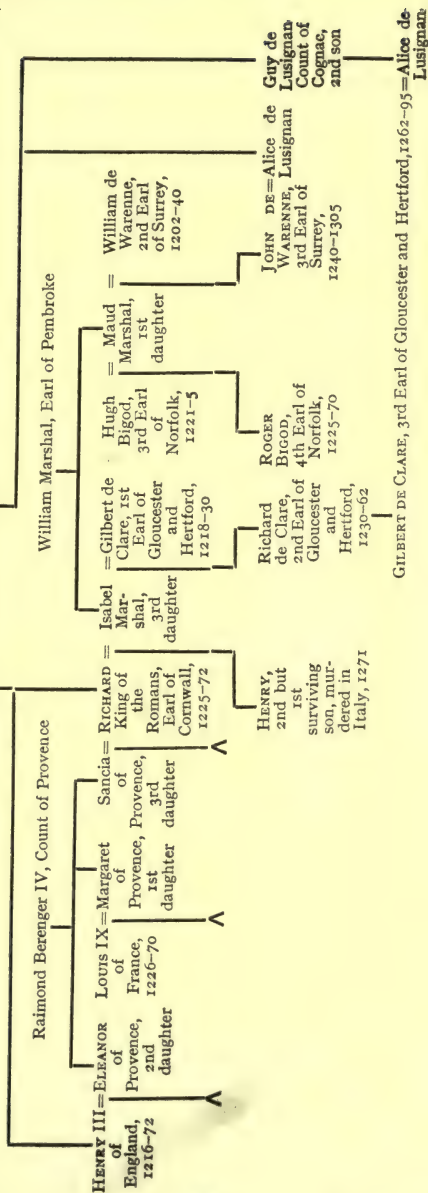 Raimond Berenger IV, Count of Provence
William Marshal, Earl of Pembroke
HENRY III=ELEANOR
of
England,
1216–72
of
Provence,
2nd
daughter
LOUIS IX=Margaret
of
France,
1226–70
of
Provence,
1st
daughter
Sancia=
of
Provence,
3rd
daughter
RICHARD =
King of
the
Romans,
Earl of
Cornwall,
1225–72
Isabel
Mar-
shal,
3rd
daughter
=Gilbert de
Clare, 1st
Earl of
Gloucester
and
Hertford,
1218–30
Hugh
Bigod,
3rd Earl
of
Norfolk,
1221–5
= Maud =
Marshal,
1st
daughter
William de
Warenne,
2nd Earl
of Surrey,
1202–40
Guy de
Lusignan
Count of
Cognac,
2nd son
HENRY,
2nd but
1st
surviving
son, mur-
dered in
Italy, 1271
Richard
de Clare,
2nd Earl of
Gloucester
and
Hertford,
1230–62
ROGER
BIGOD,
4th Earl of
Norfolk,
1225–70
JOHN DE=Alice de
WARENNE, Lusignan
3rd Earl of
Surrey,
1240–1305
GILBERT DE CLARE, 3rd Earl of Gloucester and Hertford, 1262–95=Alice de
Lusignan